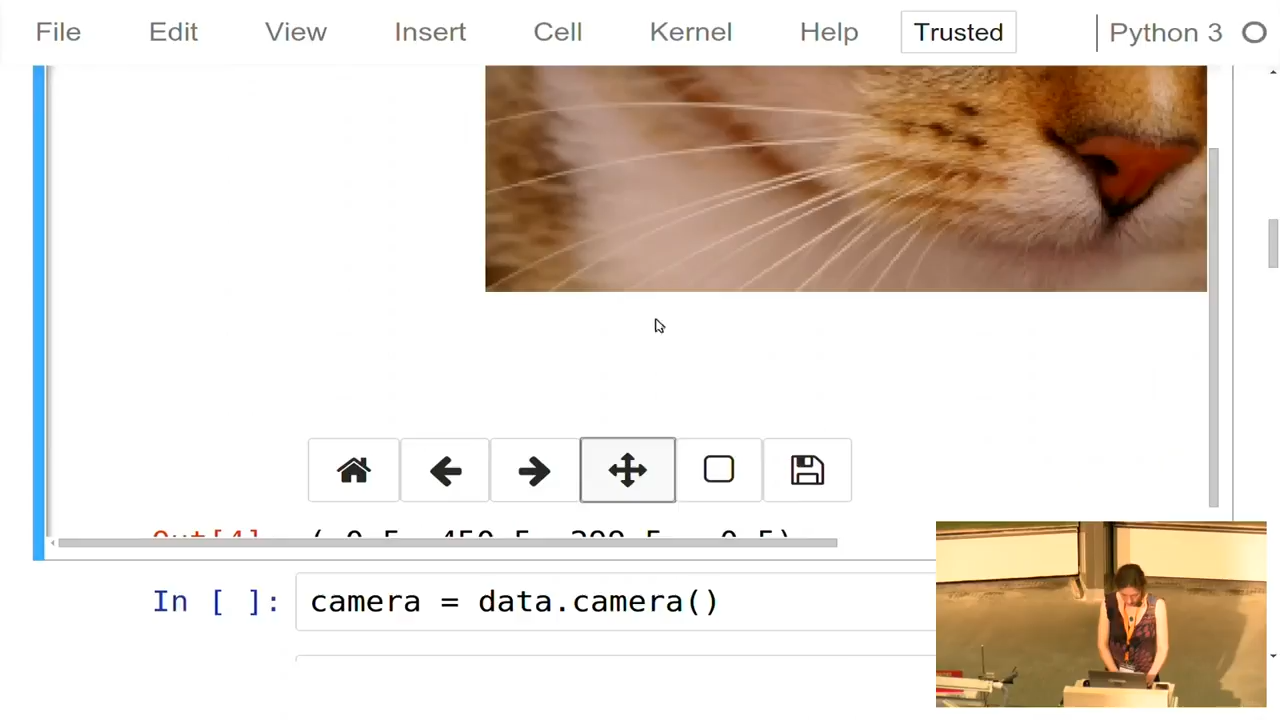 File Edit View Insert Cell Kernel Help Trusted Python 3
In [ ]: camera = data.camera()